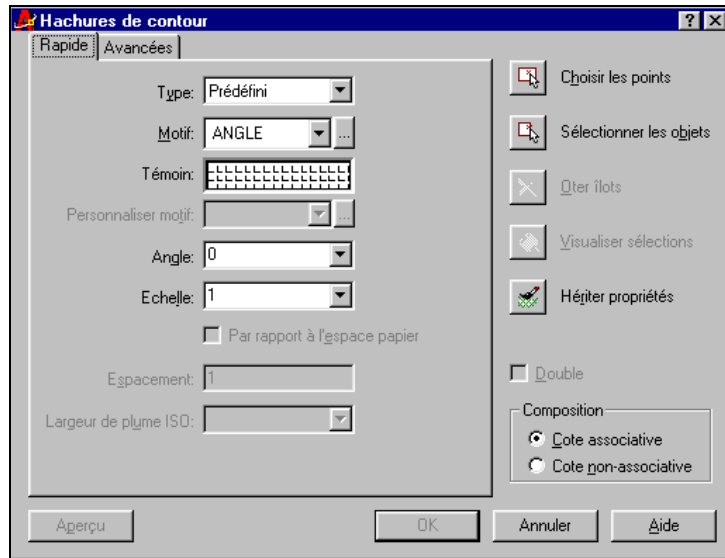 Hachures de contour
Rapide
Avancées
Type: Prédéfini
Motif: ANGLE ...
Témoin:
Personnaliser motif: ...
Angle: 0
Echelle: 1
Par rapport à l'espace papier
Espacement: 1
Largeur de plume ISO:
Choisir les points
Sélectionner les objets
Oter îlots
Visualiser sélections
Hériter propriétés
Double
Composition
Cote associative
Cote non-associative
Aperçu
OK
Annuler
Aide